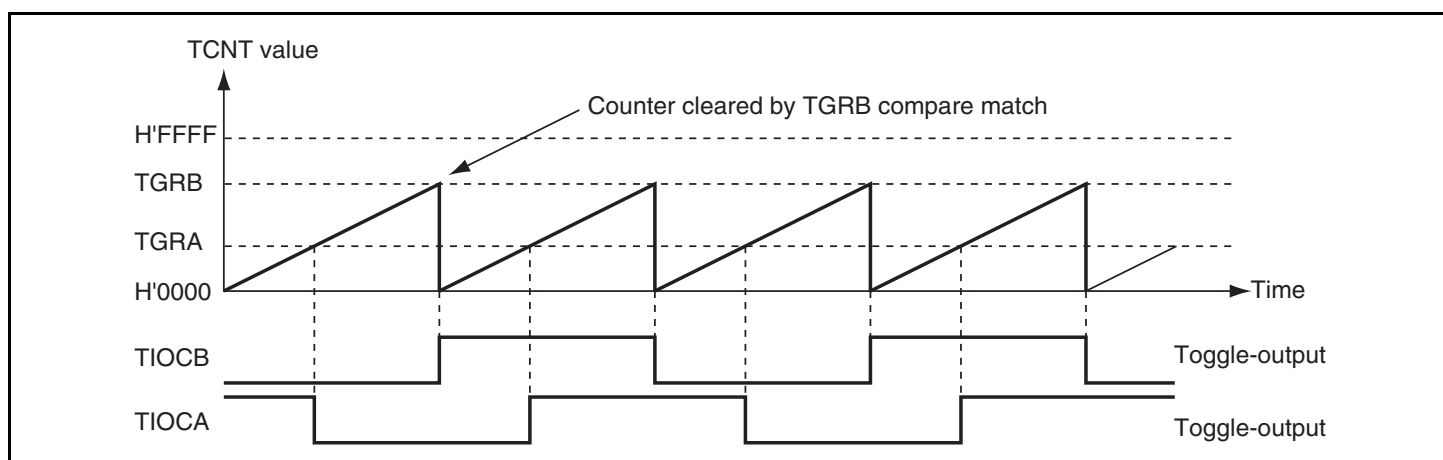 TCNT value
Counter cleared by TGRB compare match
H'FFFF
TGRB
TGRA
H'0000
Time
TIOCB
Toggle-output
TIOCA
Toggle-output